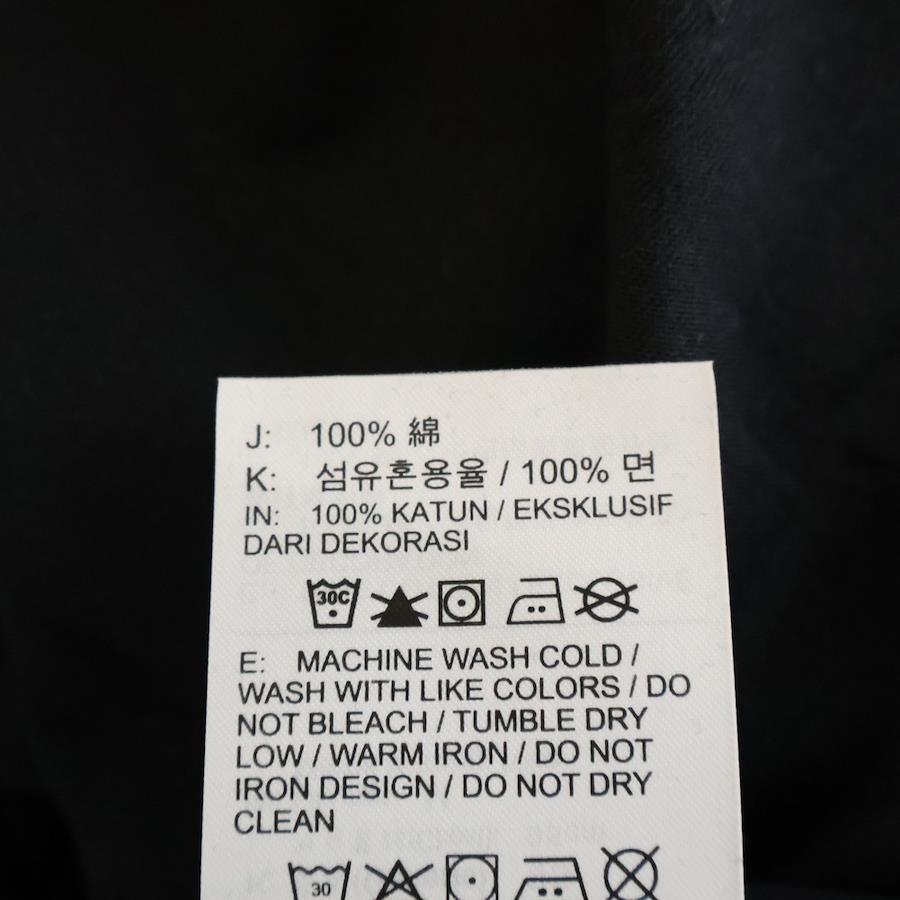 J: 100% 綿
K: 섬유혼용율 / 100% 면
IN: 100% KATUN / EKSKLUSIF
DARI DEKORASI
30C
E: MACHINE WASH COLD /
WASH WITH LIKE COLORS / DO
NOT BLEACH / TUMBLE DRY
LOW / WARM IRON / DO NOT
IRON DESIGN / DO NOT DRY
CLEAN
30